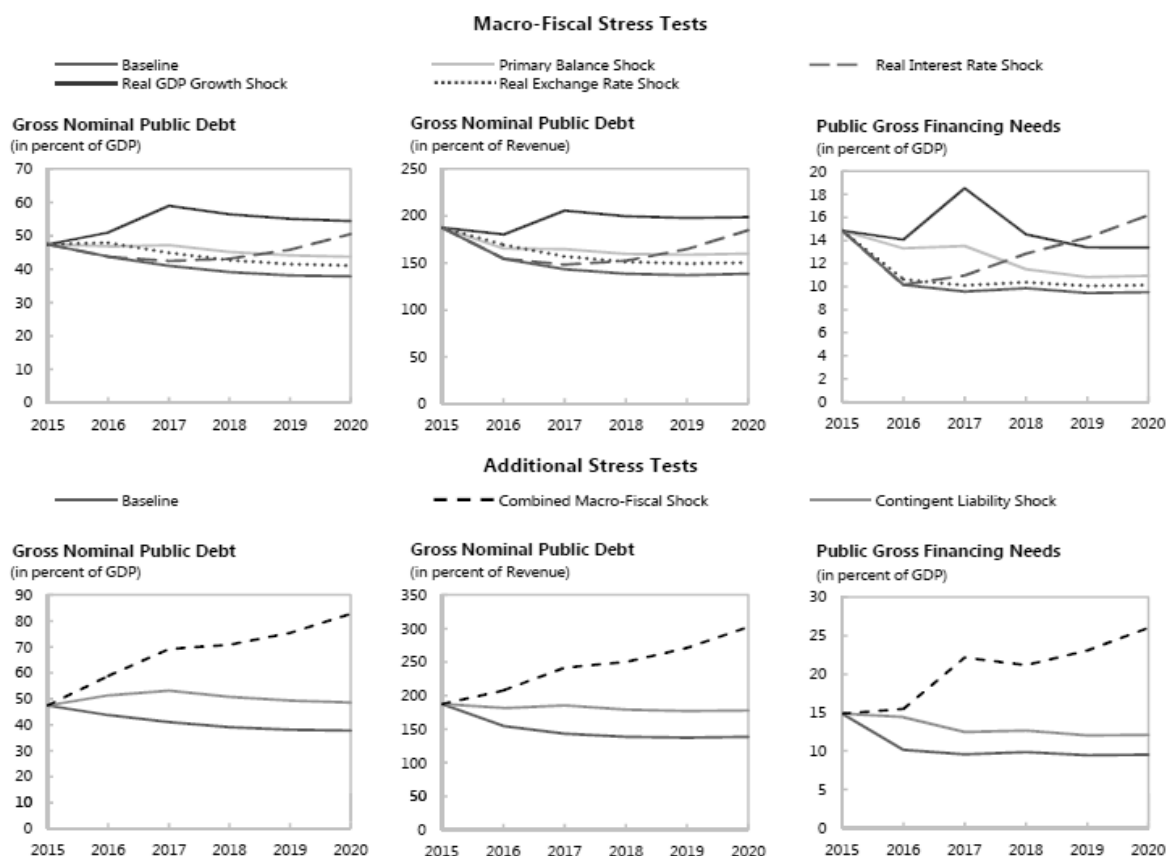 Macro-Fiscal Stress Tests
Baseline
Primary Balance Shock
Real Interest Rate Shock
Real GDP Growth Shock
Real Exchange Rate Shock
Gross Nominal Public Debt
(in percent of GDP)
70
60
50
40
30
20
10
0
2015 2016 2017 2018 2019 2020
Gross Nominal Public Debt
(in percent of Revenue)
250
200
150
100
50
0
2015 2016 2017 2018 2019 2020
Public Gross Financing Needs
(in percent of GDP)
20
18
16
14
12
10
8
6
4
2
0
2015 2016 2017 2018 2019 2020
Additional Stress Tests
Baseline
Combined Macro-Fiscal Shock
Contingent Liability Shock
Gross Nominal Public Debt
(in percent of GDP)
90
80
70
60
50
40
30
20
10
0
2015 2016 2017 2018 2019 2020
Gross Nominal Public Debt
(in percent of Revenue)
350
300
250
200
150
100
50
0
2015 2016 2017 2018 2019 2020
Public Gross Financing Needs
(in percent of GDP)
30
25
20
15
10
5
0
2015 2016 2017 2018 2019 2020